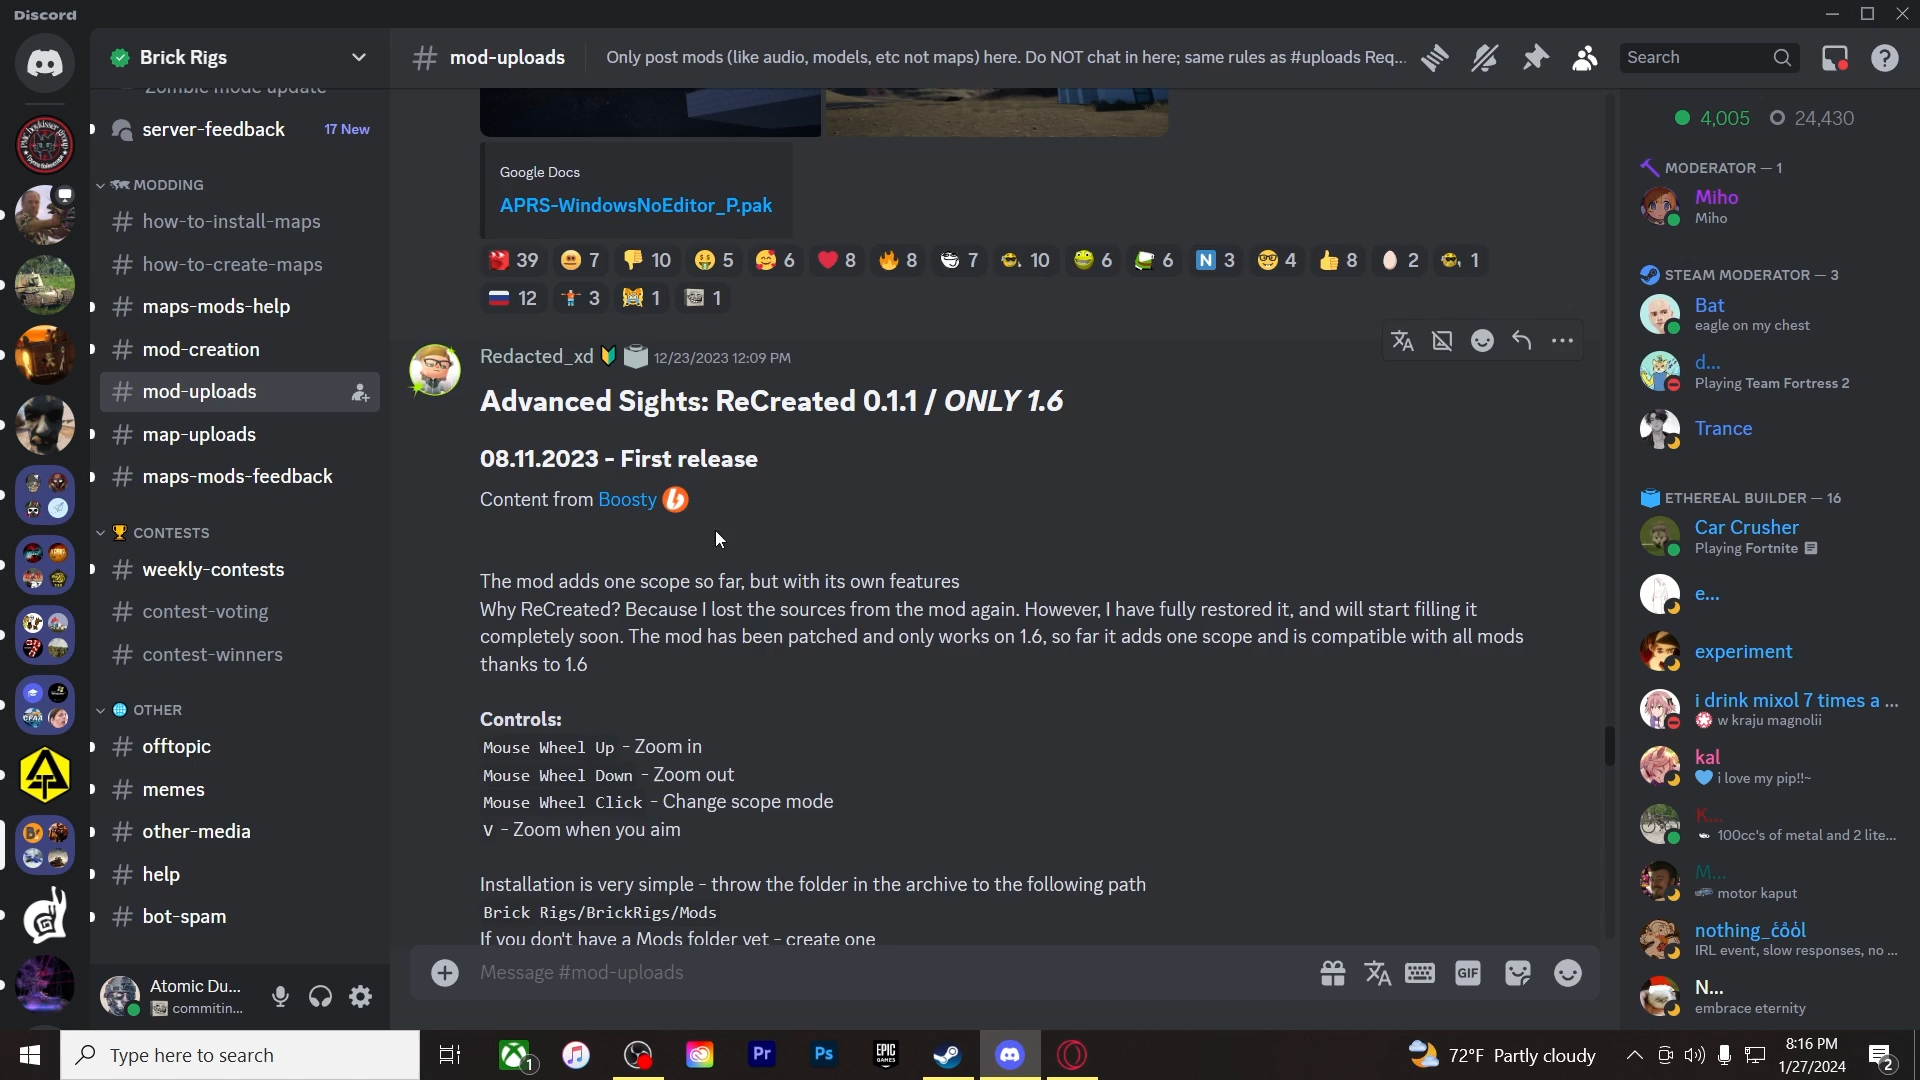 Discord
Brick Rigs
mod-uploads
Only post mods (like audio, models, etc not maps) here. Do NOT chat in here; same rules as #uploads Req...
Search
server-feedback
17 New
MODDING
how-to-install-maps
how-to-create-maps
maps-mods-help
mod-creation
mod-uploads
map-uploads
maps-mods-feedback
CONTESTS
weekly-contests
contest-voting
contest-winners
OTHER
offtopic
memes
other-media
help
bot-spam
Atomic Du...
commitin...
Google Docs
APRS-WindowsNoEditor_P.pak
39 7 10 5 6 8 8 7 10 6 6 3 4 8 2 1
12 3 1 1
Redacted_xd 12/23/2023 12:09 PM
Advanced Sights: ReCreated 0.1.1 / ONLY 1.6
08.11.2023 - First release
Content from Boosty
The mod adds one scope so far, but with its own features
Why ReCreated? Because I lost the sources from the mod again. However, I have fully restored it, and will start filling it
completely soon. The mod has been patched and only works on 1.6, so far it adds one scope and is compatible with all mods
thanks to 1.6
Controls:
Mouse Wheel Up - Zoom in
Mouse Wheel Down - Zoom out
Mouse Wheel Click - Change scope mode
V - Zoom when you aim
Installation is very simple - throw the folder in the archive to the following path
Brick Rigs/BrickRigs/Mods
If you don't have a Mods folder yet - create one
Message #mod-uploads
GIF
4,005 24,430
MODERATOR — 1
Miho
Miho
STEAM MODERATOR — 3
Bat
eagle on my chest
d...
Playing Team Fortress 2
Trance
ETHEREAL BUILDER — 16
Car Crusher
Playing Fortnite
e...
experiment
i drink mixol 7 times a ...
w kraju magnolii
kal
i love my pip!!~
K...
100cc's of metal and 2 lite...
M...
motor kaput
IRL event, slow responses, no ...
N...
embrace eternity
Type here to search
1
Pr
Ps
EPIC
GAMES
72°F Partly cloudy
8:16 PM
1/27/2024
2